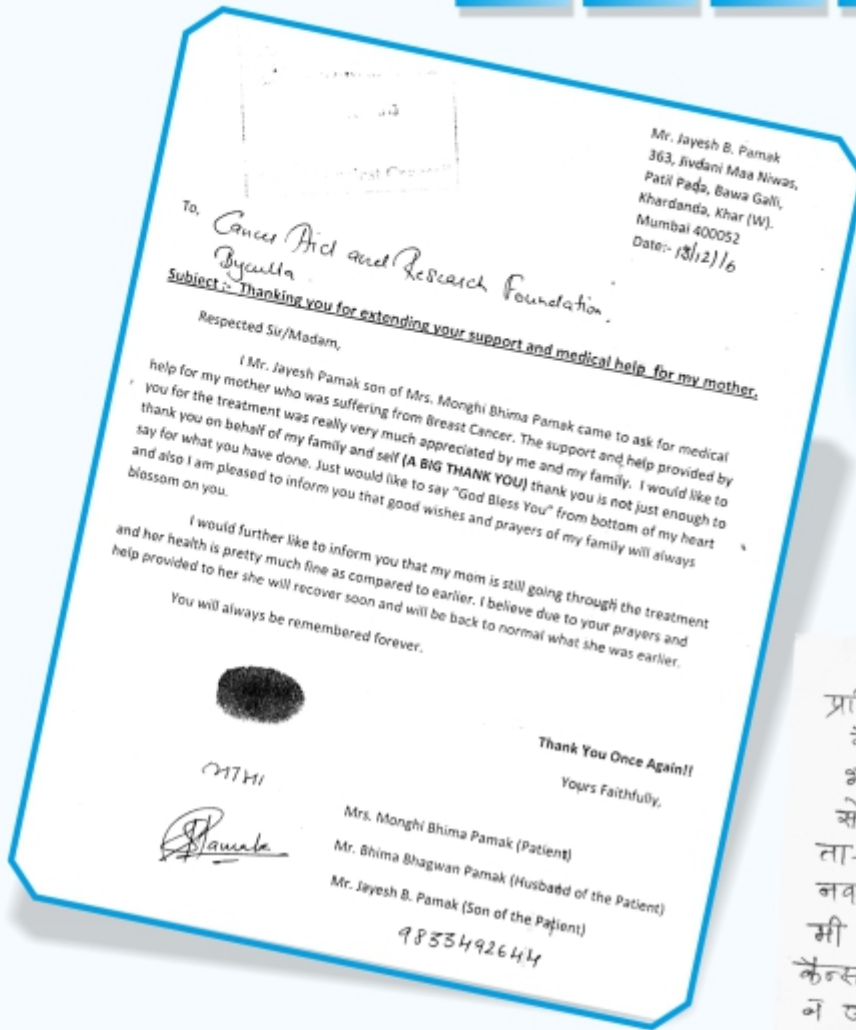 Mr. Jayesh B. Pamak
363, Jivdani Maa Niwas,
Patil Pada, Bawa Galli,
Khardanda, Khar (W).
Mumbai 400052
Date:-
To,
Cancer Aid and Research Foundation.
Byculla
Subject :- Thanking you for extending your support and medical help for my mother.
Respected Sir/Madam,
I Mr. Jayesh Pamak son of Mrs. Monghi Bhima Pamak came to ask for medical
help for my mother who was suffering from Breast Cancer. The support and help provided by
you for the treatment was really very much appreciated by me and my family. I would like to
thank you on behalf of my family and self (A BIG THANK YOU) thank you is not just enough to
say for what you have done. Just would like to say "God Bless You" from bottom of my heart
and also I am pleased to inform you that good wishes and prayers of my family will always
blossom on you.
I would further like to inform you that my mom is still going through the treatment
and her health is pretty much fine as compared to earlier. I believe due to your prayers and
help provided to her she will recover soon and will be back to normal what she was earlier.
You will always be remembered forever.
Thank You Once Again!!
Yours Faithfully,
Mrs. Monghi Bhima Pamak (Patient)
Mr. Bhima Bhagwan Pamak (Husband of the Patient)
Mr. Jayesh B. Pamak (Son of the Patient)
9833492644
ता-
मी